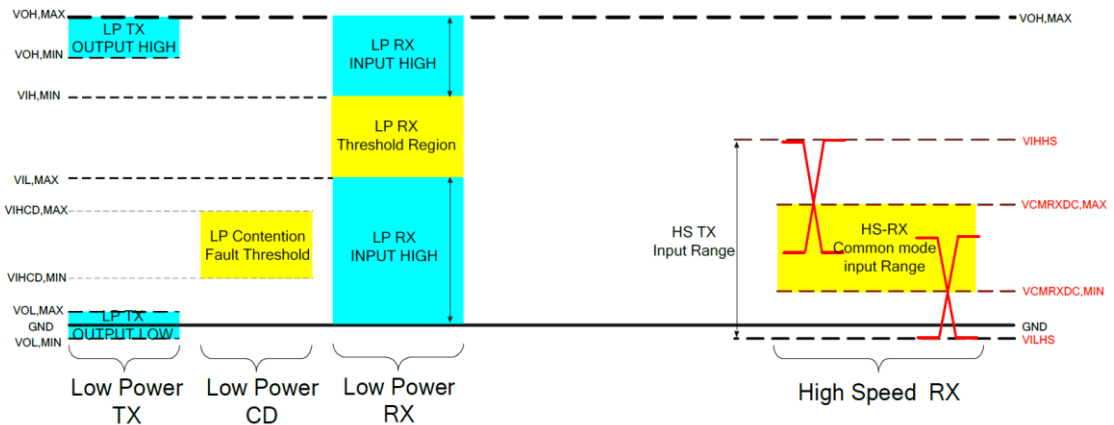 VOH,MAX
LP TX
OUTPUT HIGH
VOH,MIN
VIH,MIN
VIL,MAX
VIHCD,MAX
VIHCD,MIN
VOL,MAX
GND
VOL,MIN
LP TX
OUTPUT LOW
LP Contention
Fault Threshold
LP RX
INPUT HIGH
LP RX
Threshold Region
LP RX
INPUT HIGH
HS TX
Input Range
HS-RX
Common mode
input Range
VOH,MAX
VIHHS
VCMRXDC,MAX
VCMRXDC,MIN
GND
VILHS
Low Power
TX
Low Power
CD
Low Power
RX
High Speed RX